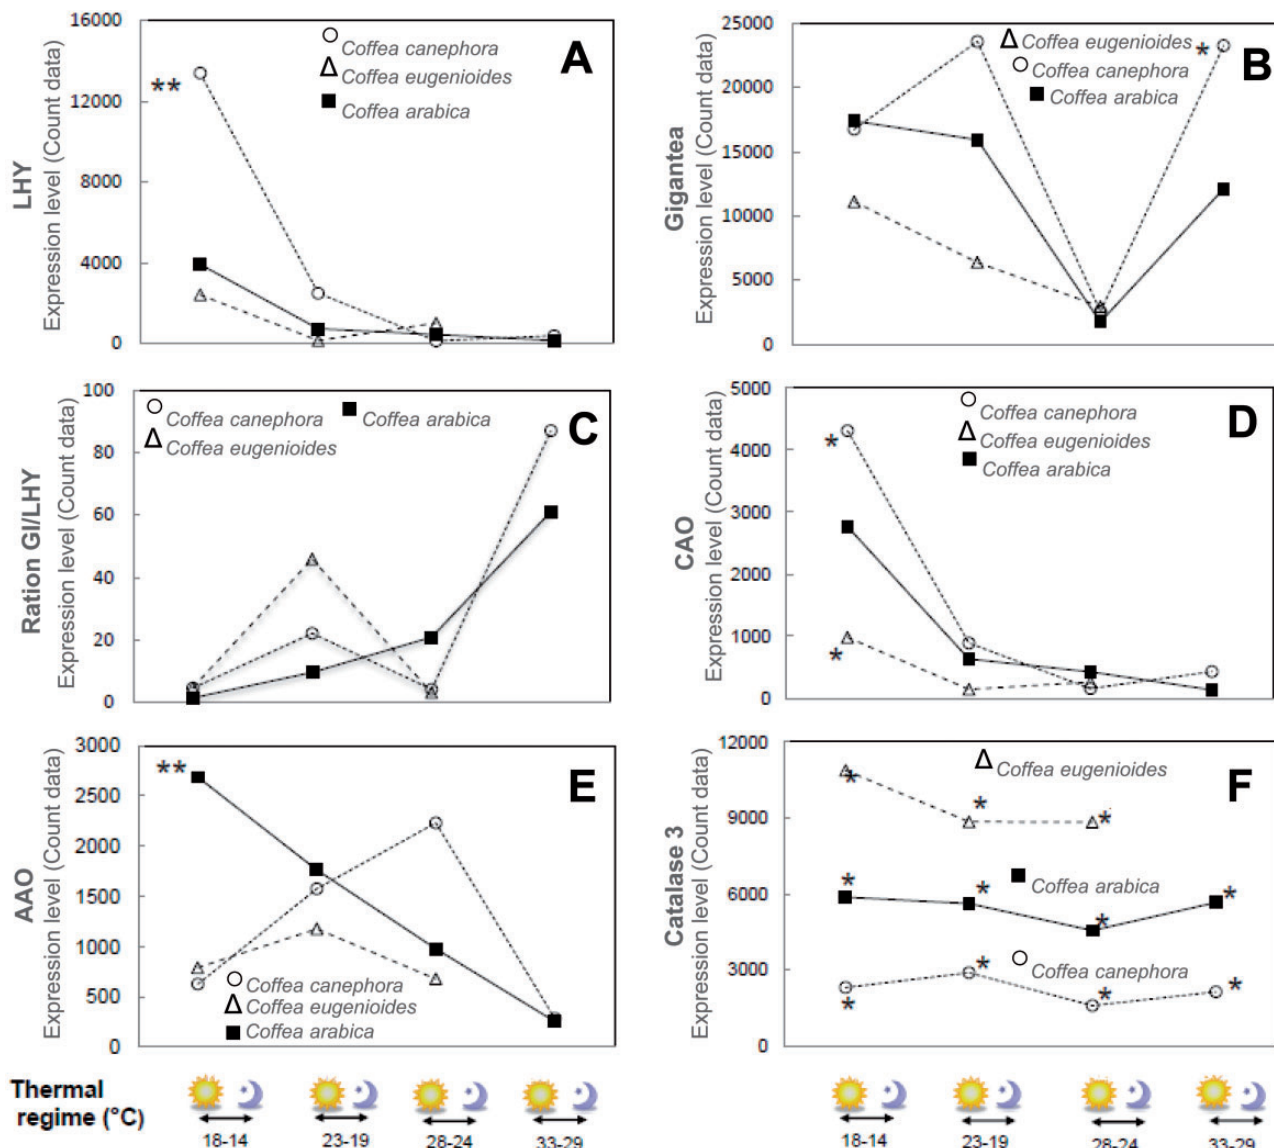 16000
12000
8000
4000
0
LHY
Expression level (Count data)
Coffea canephora
Coffea eugenioides
Coffea arabica
**
A
25000
20000
15000
10000
5000
0
Gigantea
Expression level (Count data)
Coffea eugenioides
Coffea canephora
Coffea arabica
*
B
100
80
60
40
20
0
Ration GI/LHY
Expression level (Count data)
Coffea canephora
Coffea arabica
Coffea eugenioides
C
5000
4000
3000
2000
1000
0
CAO
Expression level (Count data)
Coffea canephora
Coffea eugenioides
Coffea arabica
*
*
D
3000
2500
2000
1500
1000
500
0
AAO
Expression level (Count data)
**
E
Coffea canephora
Coffea eugenioides
Coffea arabica
12000
9000
6000
3000
0
Catalase 3
Expression level (Count data)
Coffea eugenioides
F
* * *
Coffea arabica
* * * *
Coffea canephora
* * * *
Thermal
regime (°C)
18-14 23-19 28-24 33-29
18-14 23-19 28-24 33-29